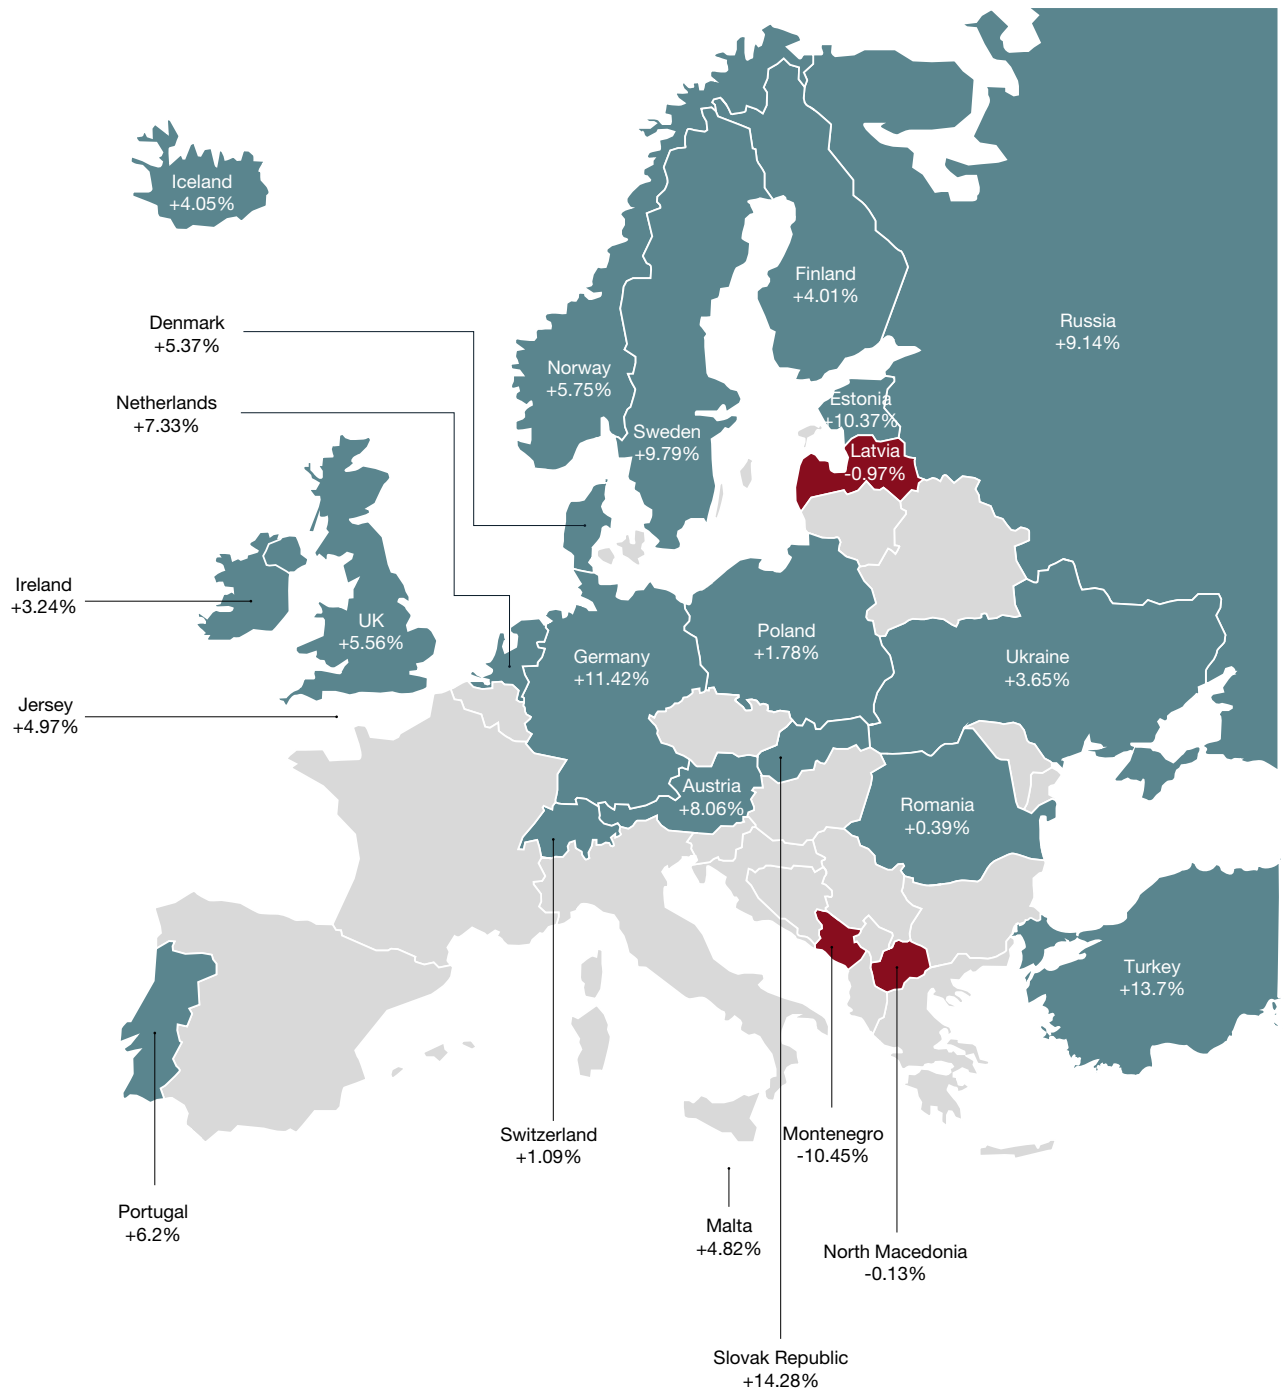 Iceland
+4.05%
Finland
+4.01%
Russia
+9.14%
Denmark
+5.37%
Norway
+5.75%
Netherlands
+7.33%
Estonia
+10.37%
Sweden
+9.79%
Latvia
-0.97%
Ireland
+3.24%
UK
+5.56%
Poland
+1.78%
Germany
+11.42%
Ukraine
+3.65%
Jersey
+4.97%
Austria
+8.06%
Romania
+0.39%
Turkey
+13.7%
Switzerland
+1.09%
Montenegro
-10.45%
Portugal
+6.2%
Malta
+4.82%
North Macedonia
-0.13%
Slovak Republic
+14.28%